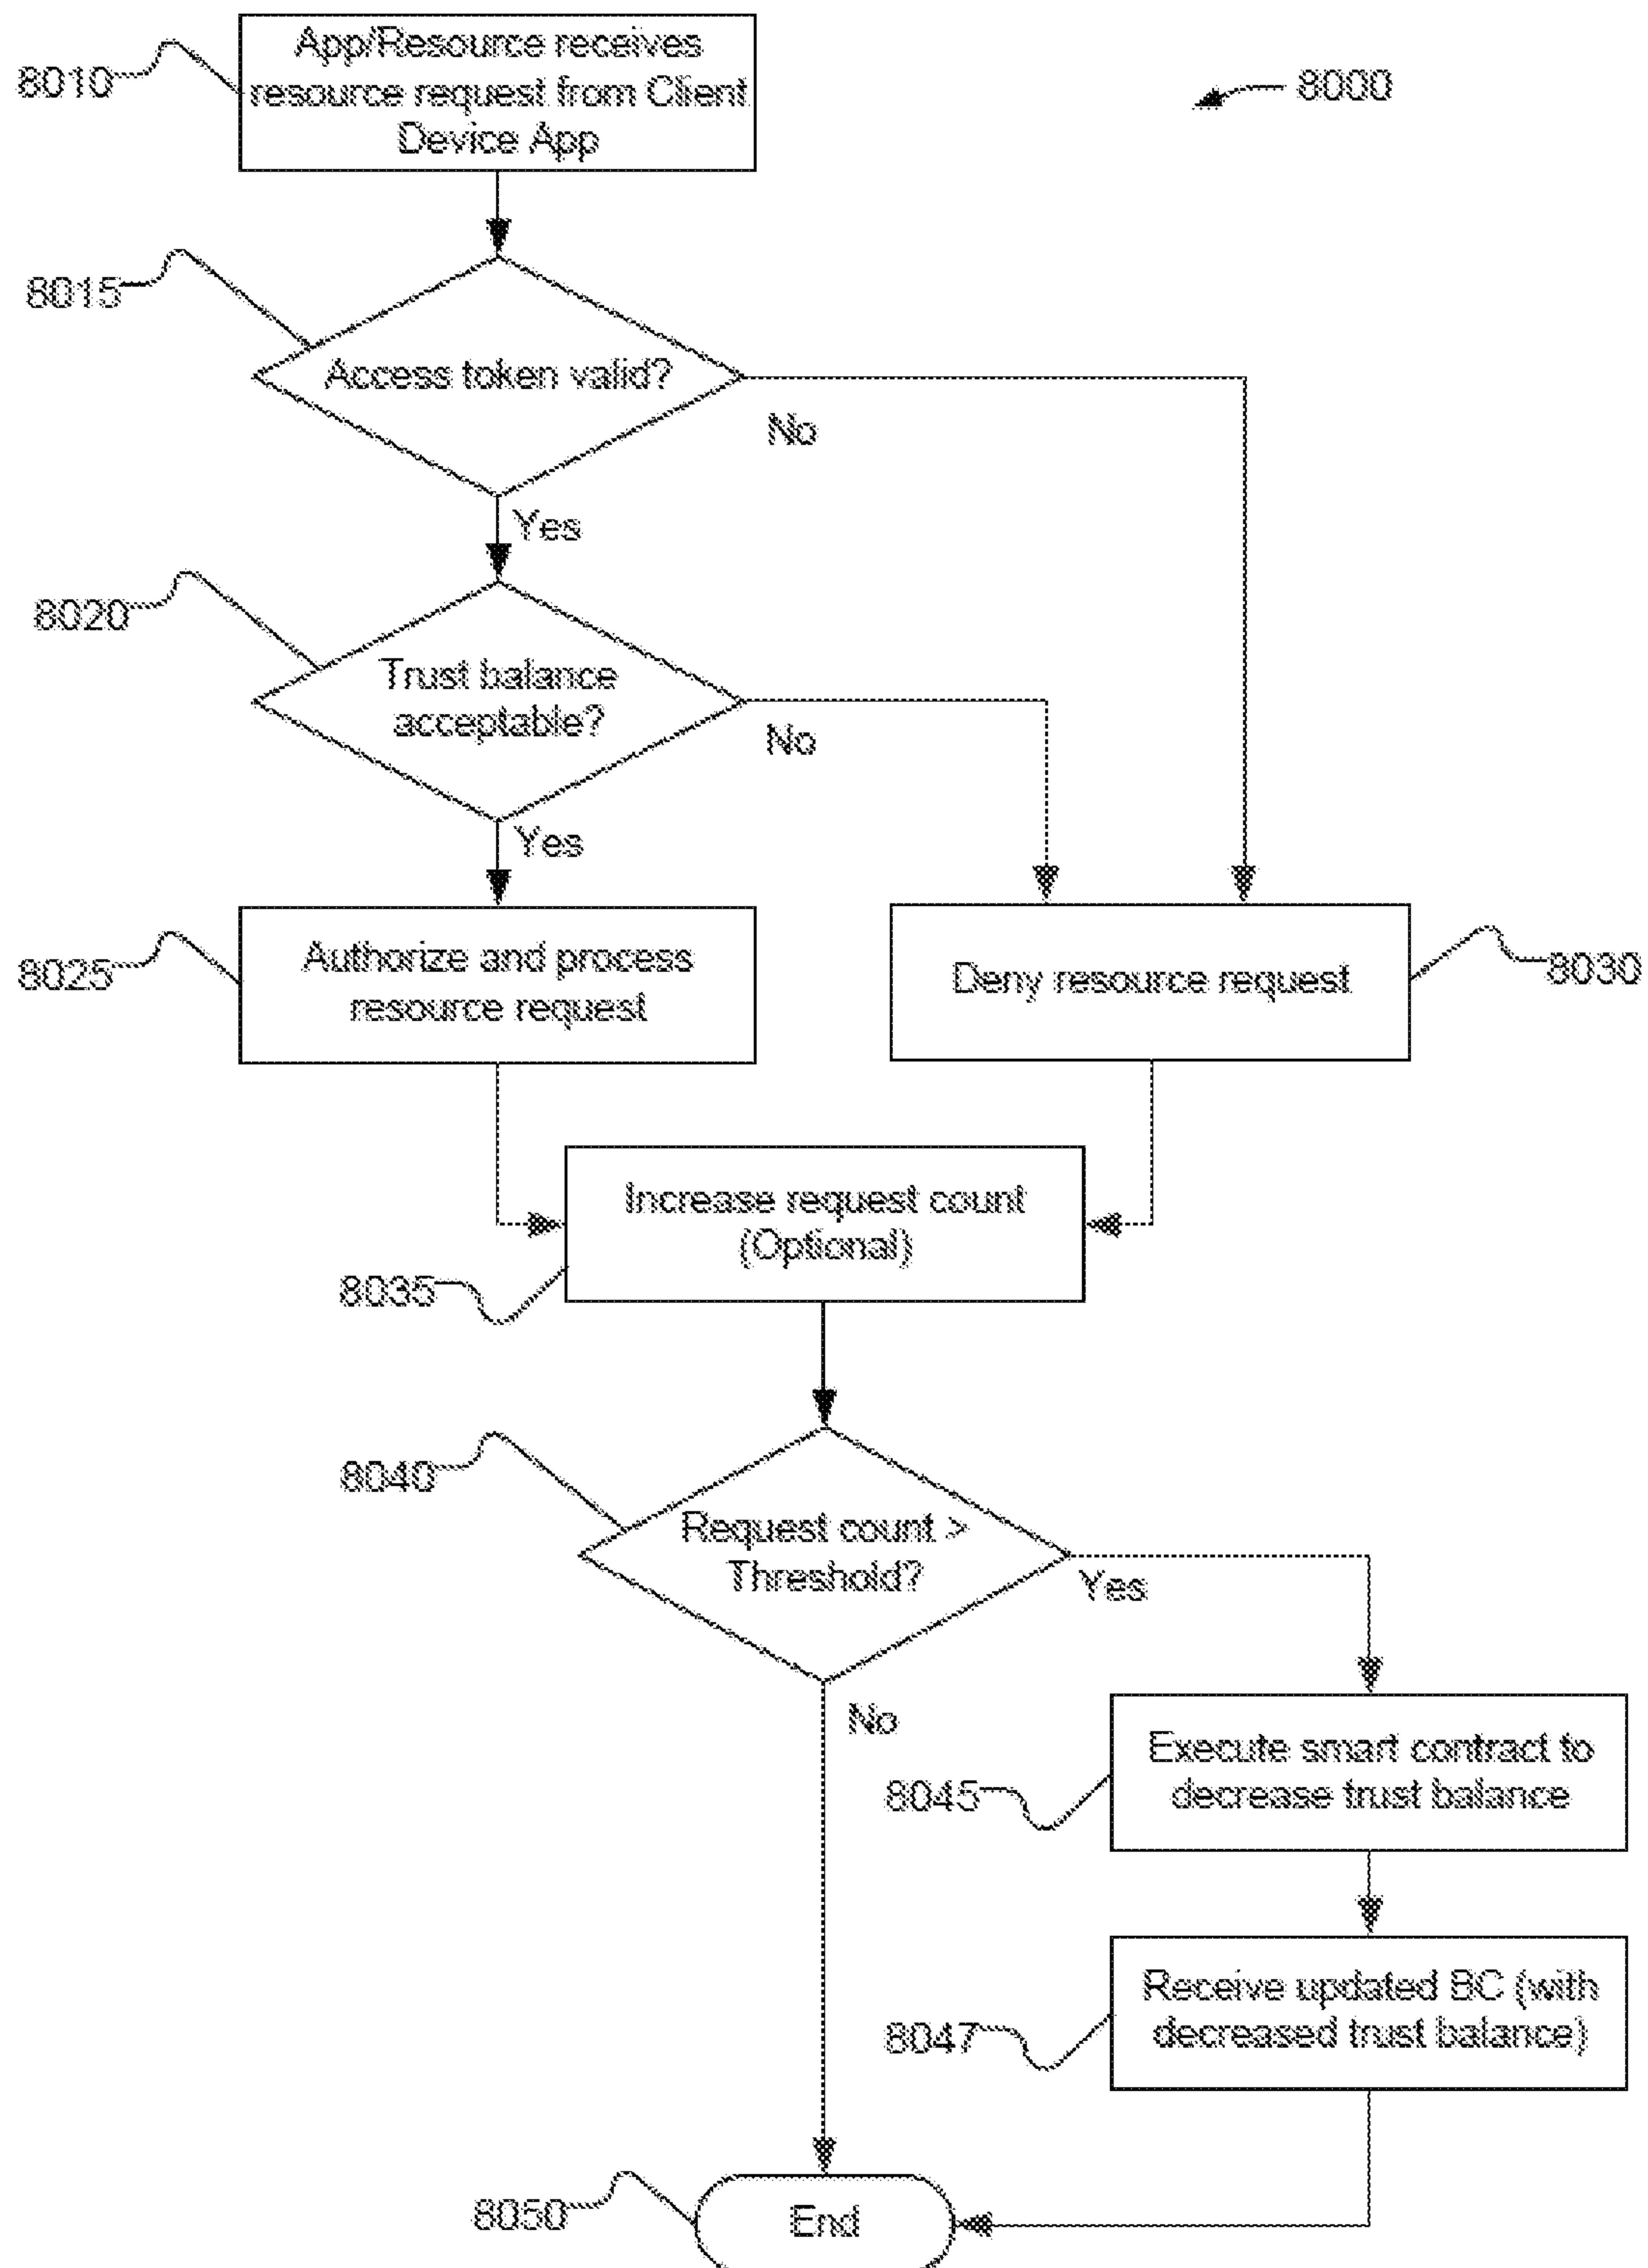 App/Resource receives
resource request from Client
Device App
8010
8000
8015
Access token valid?
No
Yes
8020
Trust balance
acceptable?
No
Yes
8025
Authorize and process
resource request
Deny resource request
8030
Increase request count
(Optional)
8035
8040
Request count >
Threshold?
Yes
No
Execute smart contract to
decrease trust balance
8045
Receive updated BC (with
decreased trust balance)
8047
8050
End